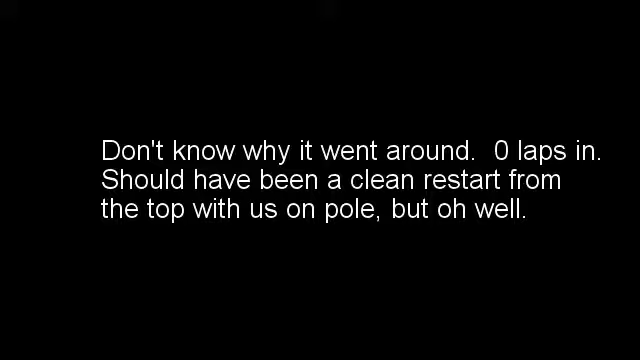 Don't know why it went around.  0 laps in.
Should have been a clean restart from
the top with us on pole, but oh well.